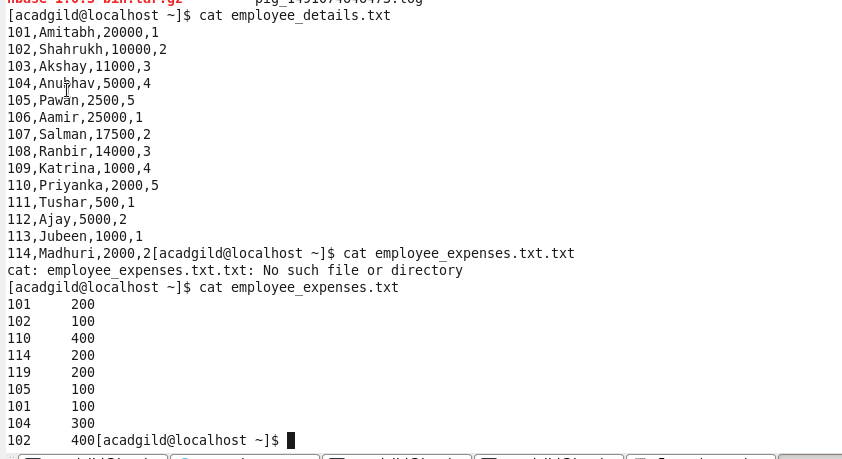 [acadgild@localhost ~]$ cat employee_details.txt
101,Amitabh,20000,1
102,Shahrukh,10000,2
103,Akshay,11000,3
104,Anubhav,5000,4
105,Pawan,2500,5
106,Aamir,25000,1
107,Salman,17500,2
108,Ranbir,14000,3
109,Katrina,1000,4
110,Priyanka,2000,5
111,Tushar,500,1
112,Ajay,5000,2
113,Jubeen,1000,1
114,Madhuri,2000,2[acadgild@localhost ~]$ cat employee_expenses.txt.txt
cat: employee_expenses.txt.txt: No such file or directory
[acadgild@localhost ~]$ cat employee_expenses.txt
101     200
102     100
110     400
114     200
119     200
105     100
101     100
104     300
102     400[acadgild@localhost ~]$